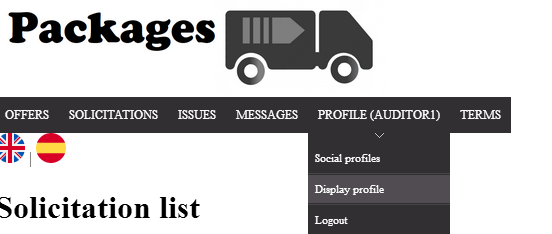 Packages
OFFERS SOLICITATIONS ISSUES MESSAGES PROFILE (AUDITOR1) TERMS
|
Social profiles
Display profile
Logout
Solicitation list